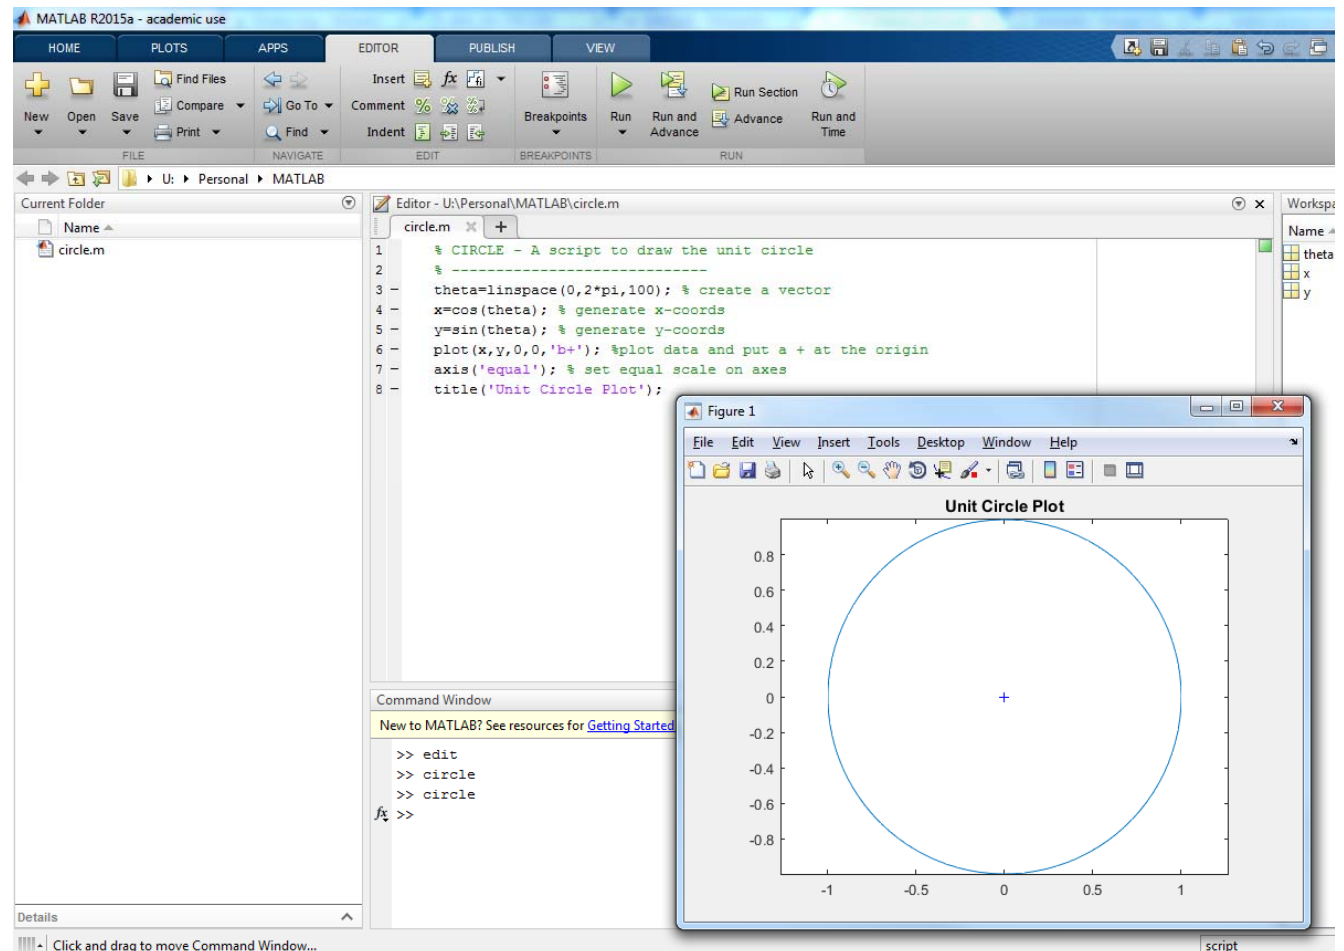 MATLAB R2015a - academic use
HOME PLOTS APPS EDITOR PUBLISH VIEW
New Open Save
Find Files
Compare
Print
Go To
Find
Insert fx
Comment
Indent
Breakpoints
Run
Run and Advance
Run Section
Advance
Run and Time
FILE NAVIGATE EDIT BREAKPOINTS RUN
U: Personal MATLAB
Current Folder
Name
circle.m
Details
Editor - U:\Personal\MATLAB\circle.m
circle.m
1 % CIRCLE - A script to draw the unit circle
2 % -----------------------------
3 - theta=linspace(0,2*pi,100); % create a vector
4 - x=cos(theta); % generate x-coords
5 - y=sin(theta); % generate y-coords
6 - plot(x,y,0,0,'b+'); %plot data and put a + at the origin
7 - axis('equal'); % set equal scale on axes
8 - title('Unit Circle Plot');
Command Window
New to MATLAB? See resources for Getting Started
>> edit
>> circle
>> circle
fx >>
Workspa
Name
theta
x
y
Figure 1
File Edit View Insert Tools Desktop Window Help
Unit Circle Plot
0.8
0.6
0.4
0.2
0
-0.2
-0.4
-0.6
-0.8
-1 -0.5 0 0.5 1
Click and drag to move Command Window...
script